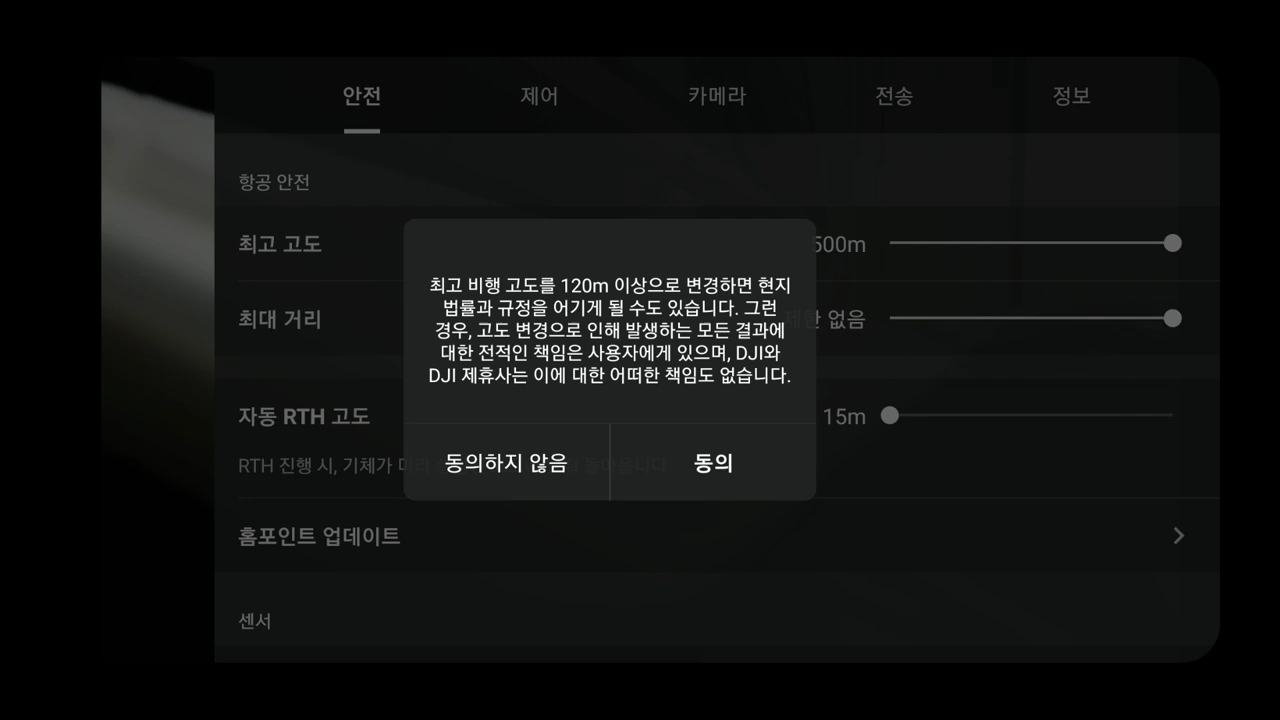 안전 제어 카메라 전송 정보
항공 안전
최고 고도 500m
최대 거리 제한 없음
최고 비행 고도를 120m 이상으로 변경하면 현지
법률과 규정을 어기게 될 수도 있습니다. 그런
경우, 고도 변경으로 인해 발생하는 모든 결과에
대한 전적인 책임은 사용자에게 있으며, DJI와
DJI 제휴사는 이에 대한 어떠한 책임도 없습니다.
자동 RTH 고도 15m
RTH 진행 시, 기체가 돌아옵니다
동의하지 않음 동의
홈포인트 업데이트
센서